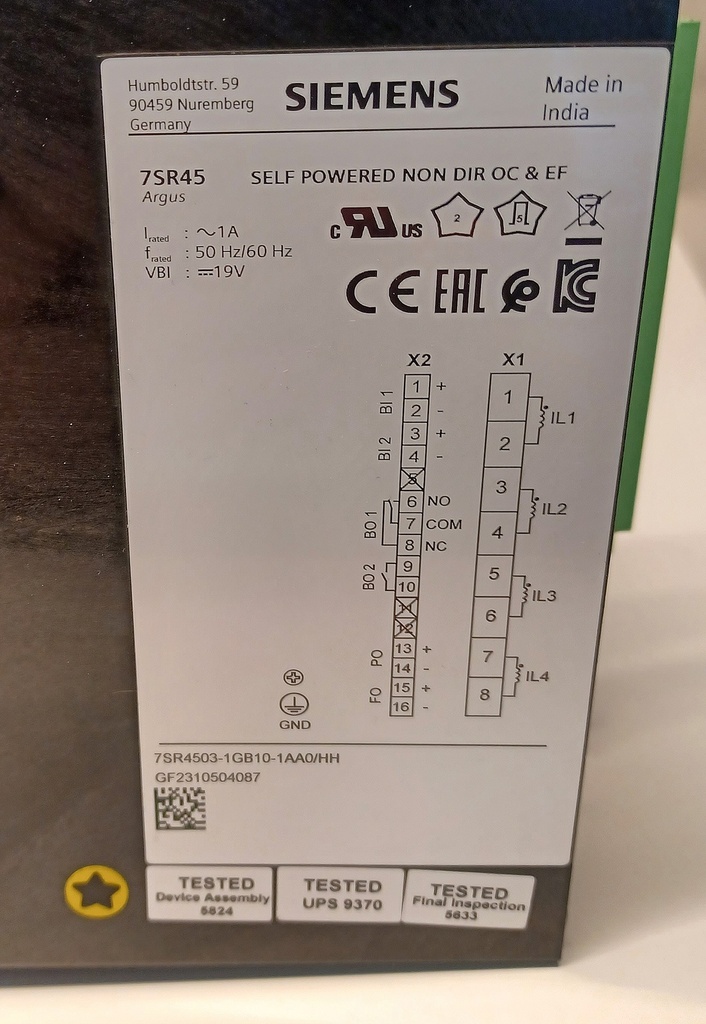 Humboldtstr. 59
90459 Nuremberg
Germany
SIEMENS
Made in
India
7SR45
Argus
SELF POWERED NON DIR OC & EF
Irated : ~1A
frated : 50 Hz/60 Hz
VBI : ⎓19V
c RU US
2
5
CE EAC KC
X2
X1
BI 1
1 +
2 -
BI 2
3 +
4 -
5
BO 1
6 NO
7 COM
8 NC
BO 2
9
10
11
12
PO
13 +
14 -
FO
15 +
16 -
1
2
IL1
3
4
IL2
5
6
IL3
7
8
IL4
GND
7SR4503-1GB10-1AA0/HH
GF2310504087
TESTED
Device Assembly
5824
TESTED
UPS 9370
TESTED
Final Inspection
5633